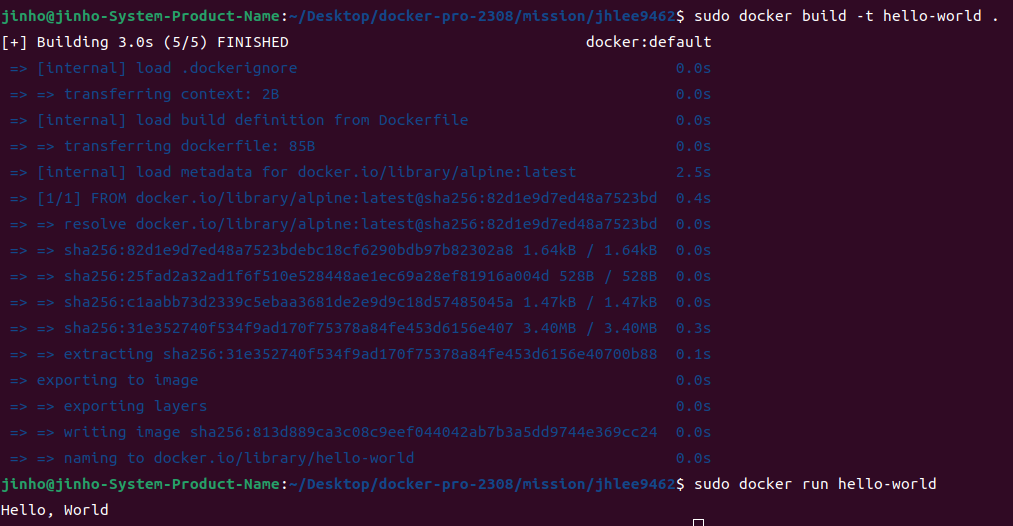 jinho@jinho-System-Product-Name:~/Desktop/docker-pro-2308/mission/jhlee9462$ sudo docker build -t hello-world .
[+] Building 3.0s (5/5) FINISHED docker:default
=> [internal] load .dockerignore 0.0s
=> => transferring context: 2B 0.0s
=> [internal] load build definition from Dockerfile 0.0s
=> => transferring dockerfile: 85B 0.0s
=> [internal] load metadata for docker.io/library/alpine:latest 2.5s
=> [1/1] FROM docker.io/library/alpine:latest@sha256:82d1e9d7ed48a7523bd 0.4s
=> => resolve docker.io/library/alpine:latest@sha256:82d1e9d7ed48a7523bd 0.0s
=> => sha256:82d1e9d7ed48a7523bdebc18cf6290bdb97b82302a8 1.64kB / 1.64kB 0.0s
=> => sha256:25fad2a32ad1f6f510e528448ae1ec69a28ef81916a004d 528B / 528B 0.0s
=> => sha256:c1aabb73d2339c5ebaa3681de2e9d9c18d57485045a 1.47kB / 1.47kB 0.0s
=> => sha256:31e352740f534f9ad170f75378a84fe453d6156e407 3.40MB / 3.40MB 0.3s
=> => extracting sha256:31e352740f534f9ad170f75378a84fe453d6156e40700b88 0.1s
=> exporting to image 0.0s
=> => exporting layers 0.0s
=> => writing image sha256:813d889ca3c08c9eef044042ab7b3a5dd9744e369cc24 0.0s
=> => naming to docker.io/library/hello-world 0.0s
jinho@jinho-System-Product-Name:~/Desktop/docker-pro-2308/mission/jhlee9462$ sudo docker run hello-world
Hello, World